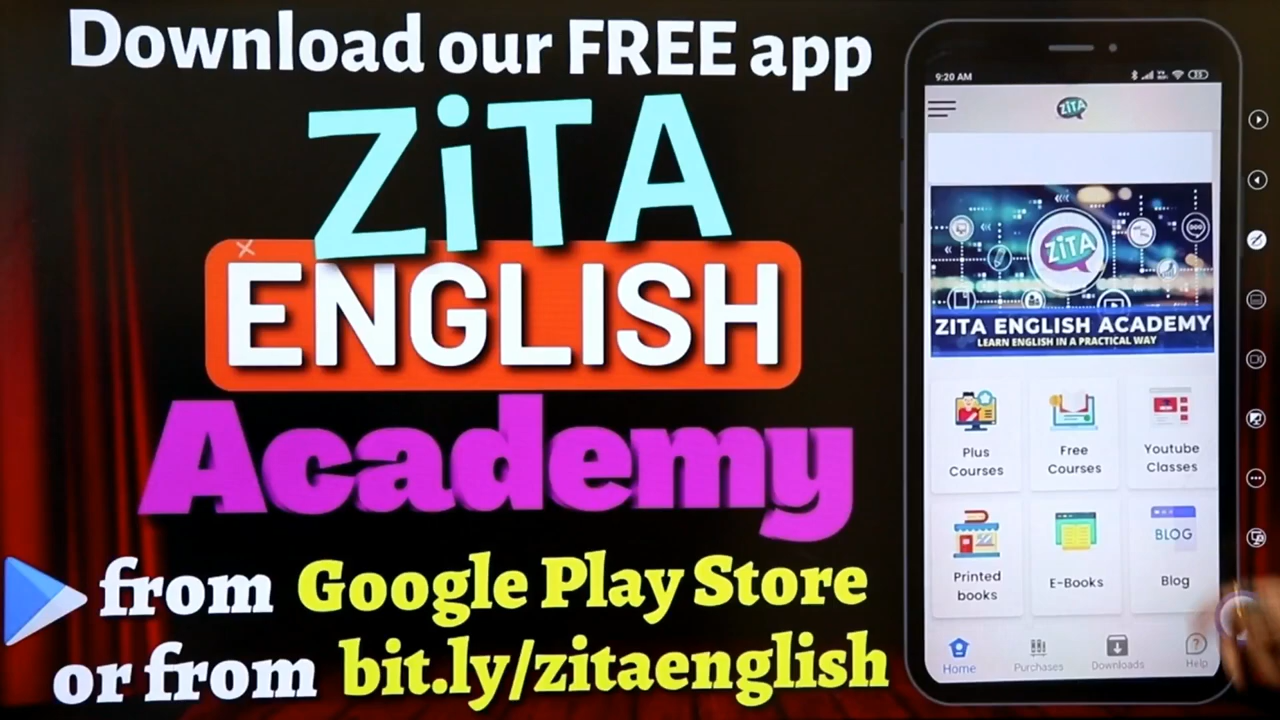 Download our FREE app
ZiTA
ENGLISH
Academy
from Google Play Store
or from bit.ly/zitaenglish
9:20 AM
ZiTA
ZiTA
ZITA ENGLISH ACADEMY
LEARN ENGLISH IN A PRACTICAL WAY
Plus
Courses
Free
Courses
Youtube
Classes
Printed
books
E-Books
BLOG
Blog
Home
Purchases
Downloads
Help